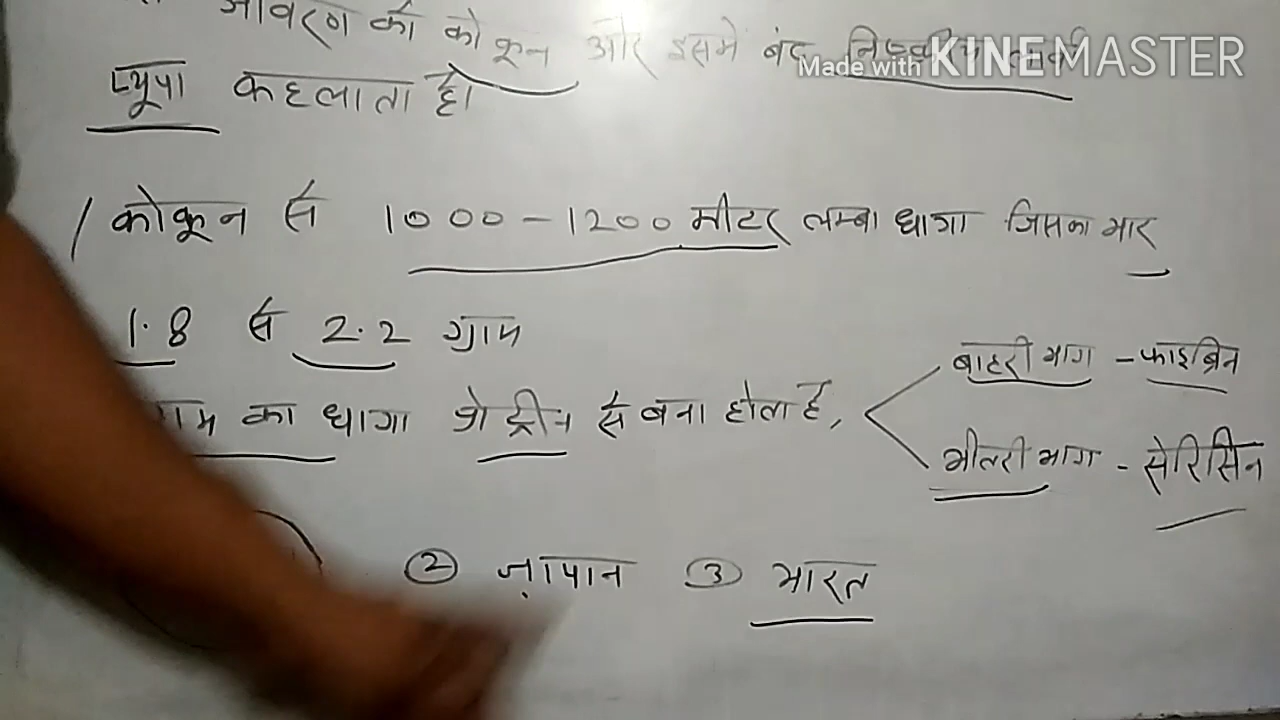 आवरण को कोकून और इसमें बंद
Made with KINEMASTER
प्यूपा कहलाता है।
कोकून से 1000-1200 मीटर लम्बा धागा जिसका भार
1.8 से 2.2 ग्राम
का धागा प्रोट्रीन से बना होता है,
बाहरी भाग - फाइब्रिन
भीतरी भाग - सेरिसिन
② जापान ③ भारत